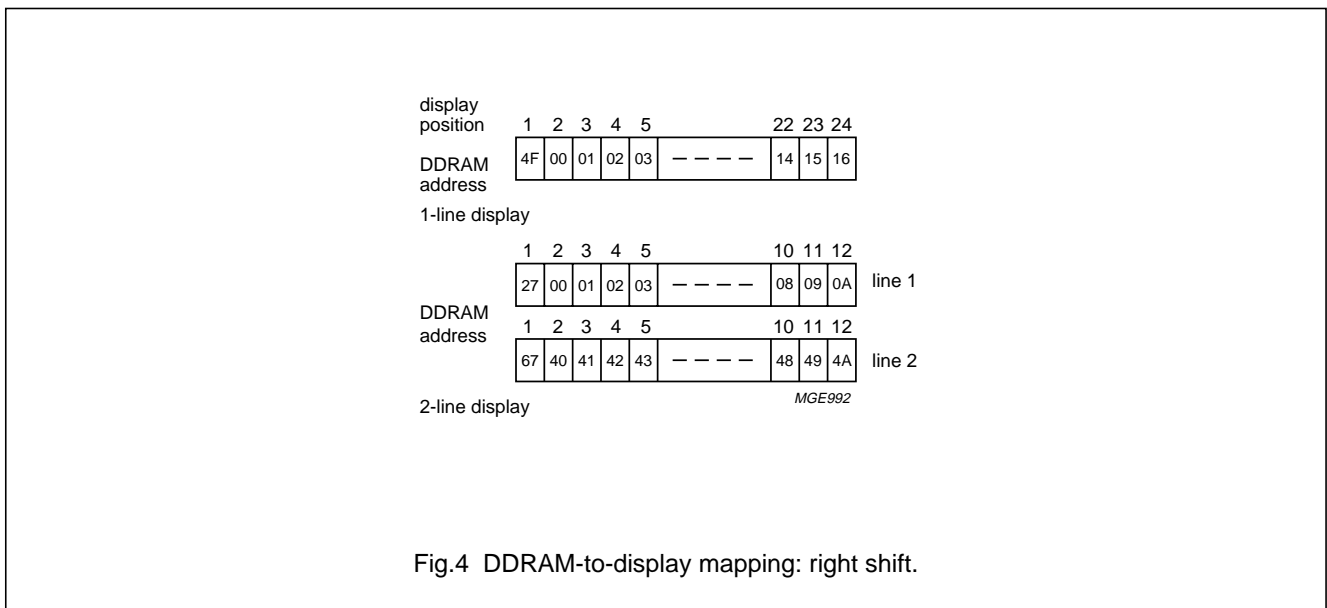 display
position 1 2 3 4 5 22 23 24
DDRAM
address 4F 00 01 02 03 – – – – 14 15 16
1-line display
1 2 3 4 5 10 11 12
27 00 01 02 03 – – – – 08 09 0A line 1
DDRAM
address
1 2 3 4 5 10 11 12
67 40 41 42 43 – – – – 48 49 4A line 2
2-line display
MGE992
Fig.4 DDRAM-to-display mapping: right shift.